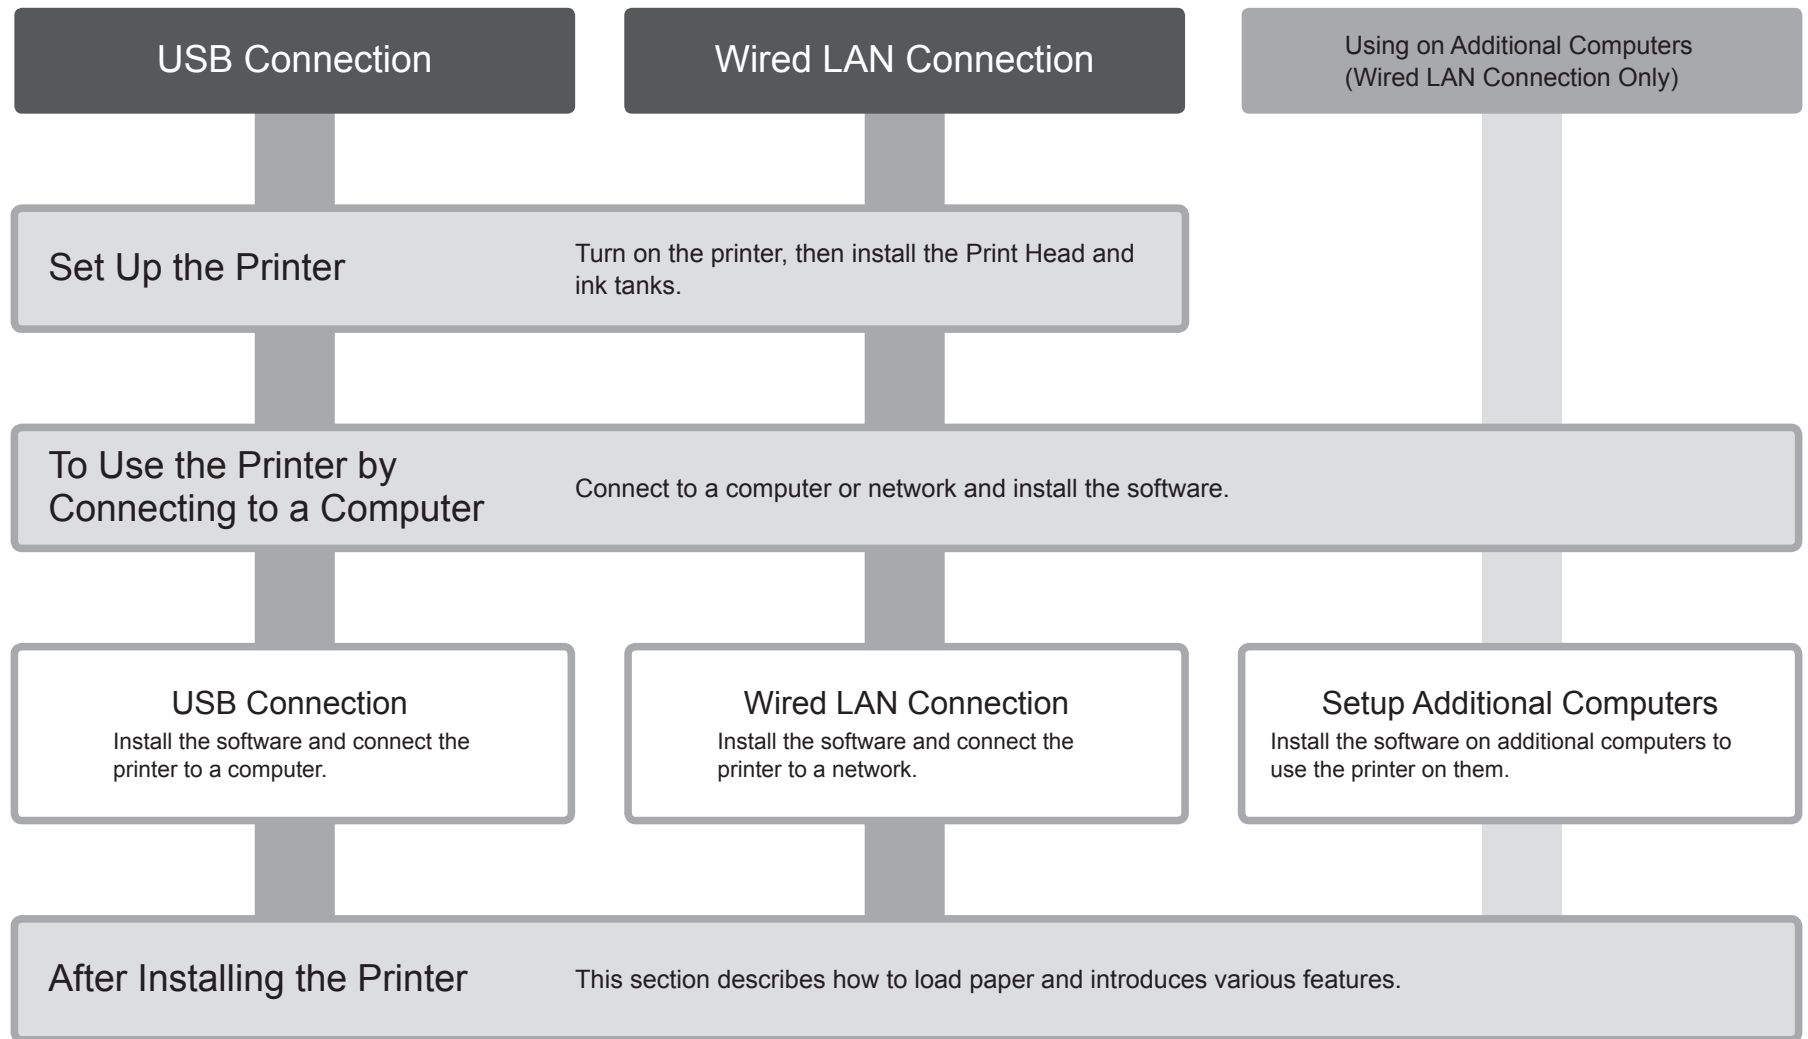 USB Connection
Wired LAN Connection
Using on Additional Computers
(Wired LAN Connection Only)
Set Up the Printer
Turn on the printer, then install the Print Head and
ink tanks.
To Use the Printer by
Connecting to a Computer
Connect to a computer or network and install the software.
USB Connection
Install the software and connect the
printer to a computer.
Wired LAN Connection
Install the software and connect the
printer to a network.
Setup Additional Computers
Install the software on additional computers to
use the printer on them.
After Installing the Printer
This section describes how to load paper and introduces various features.